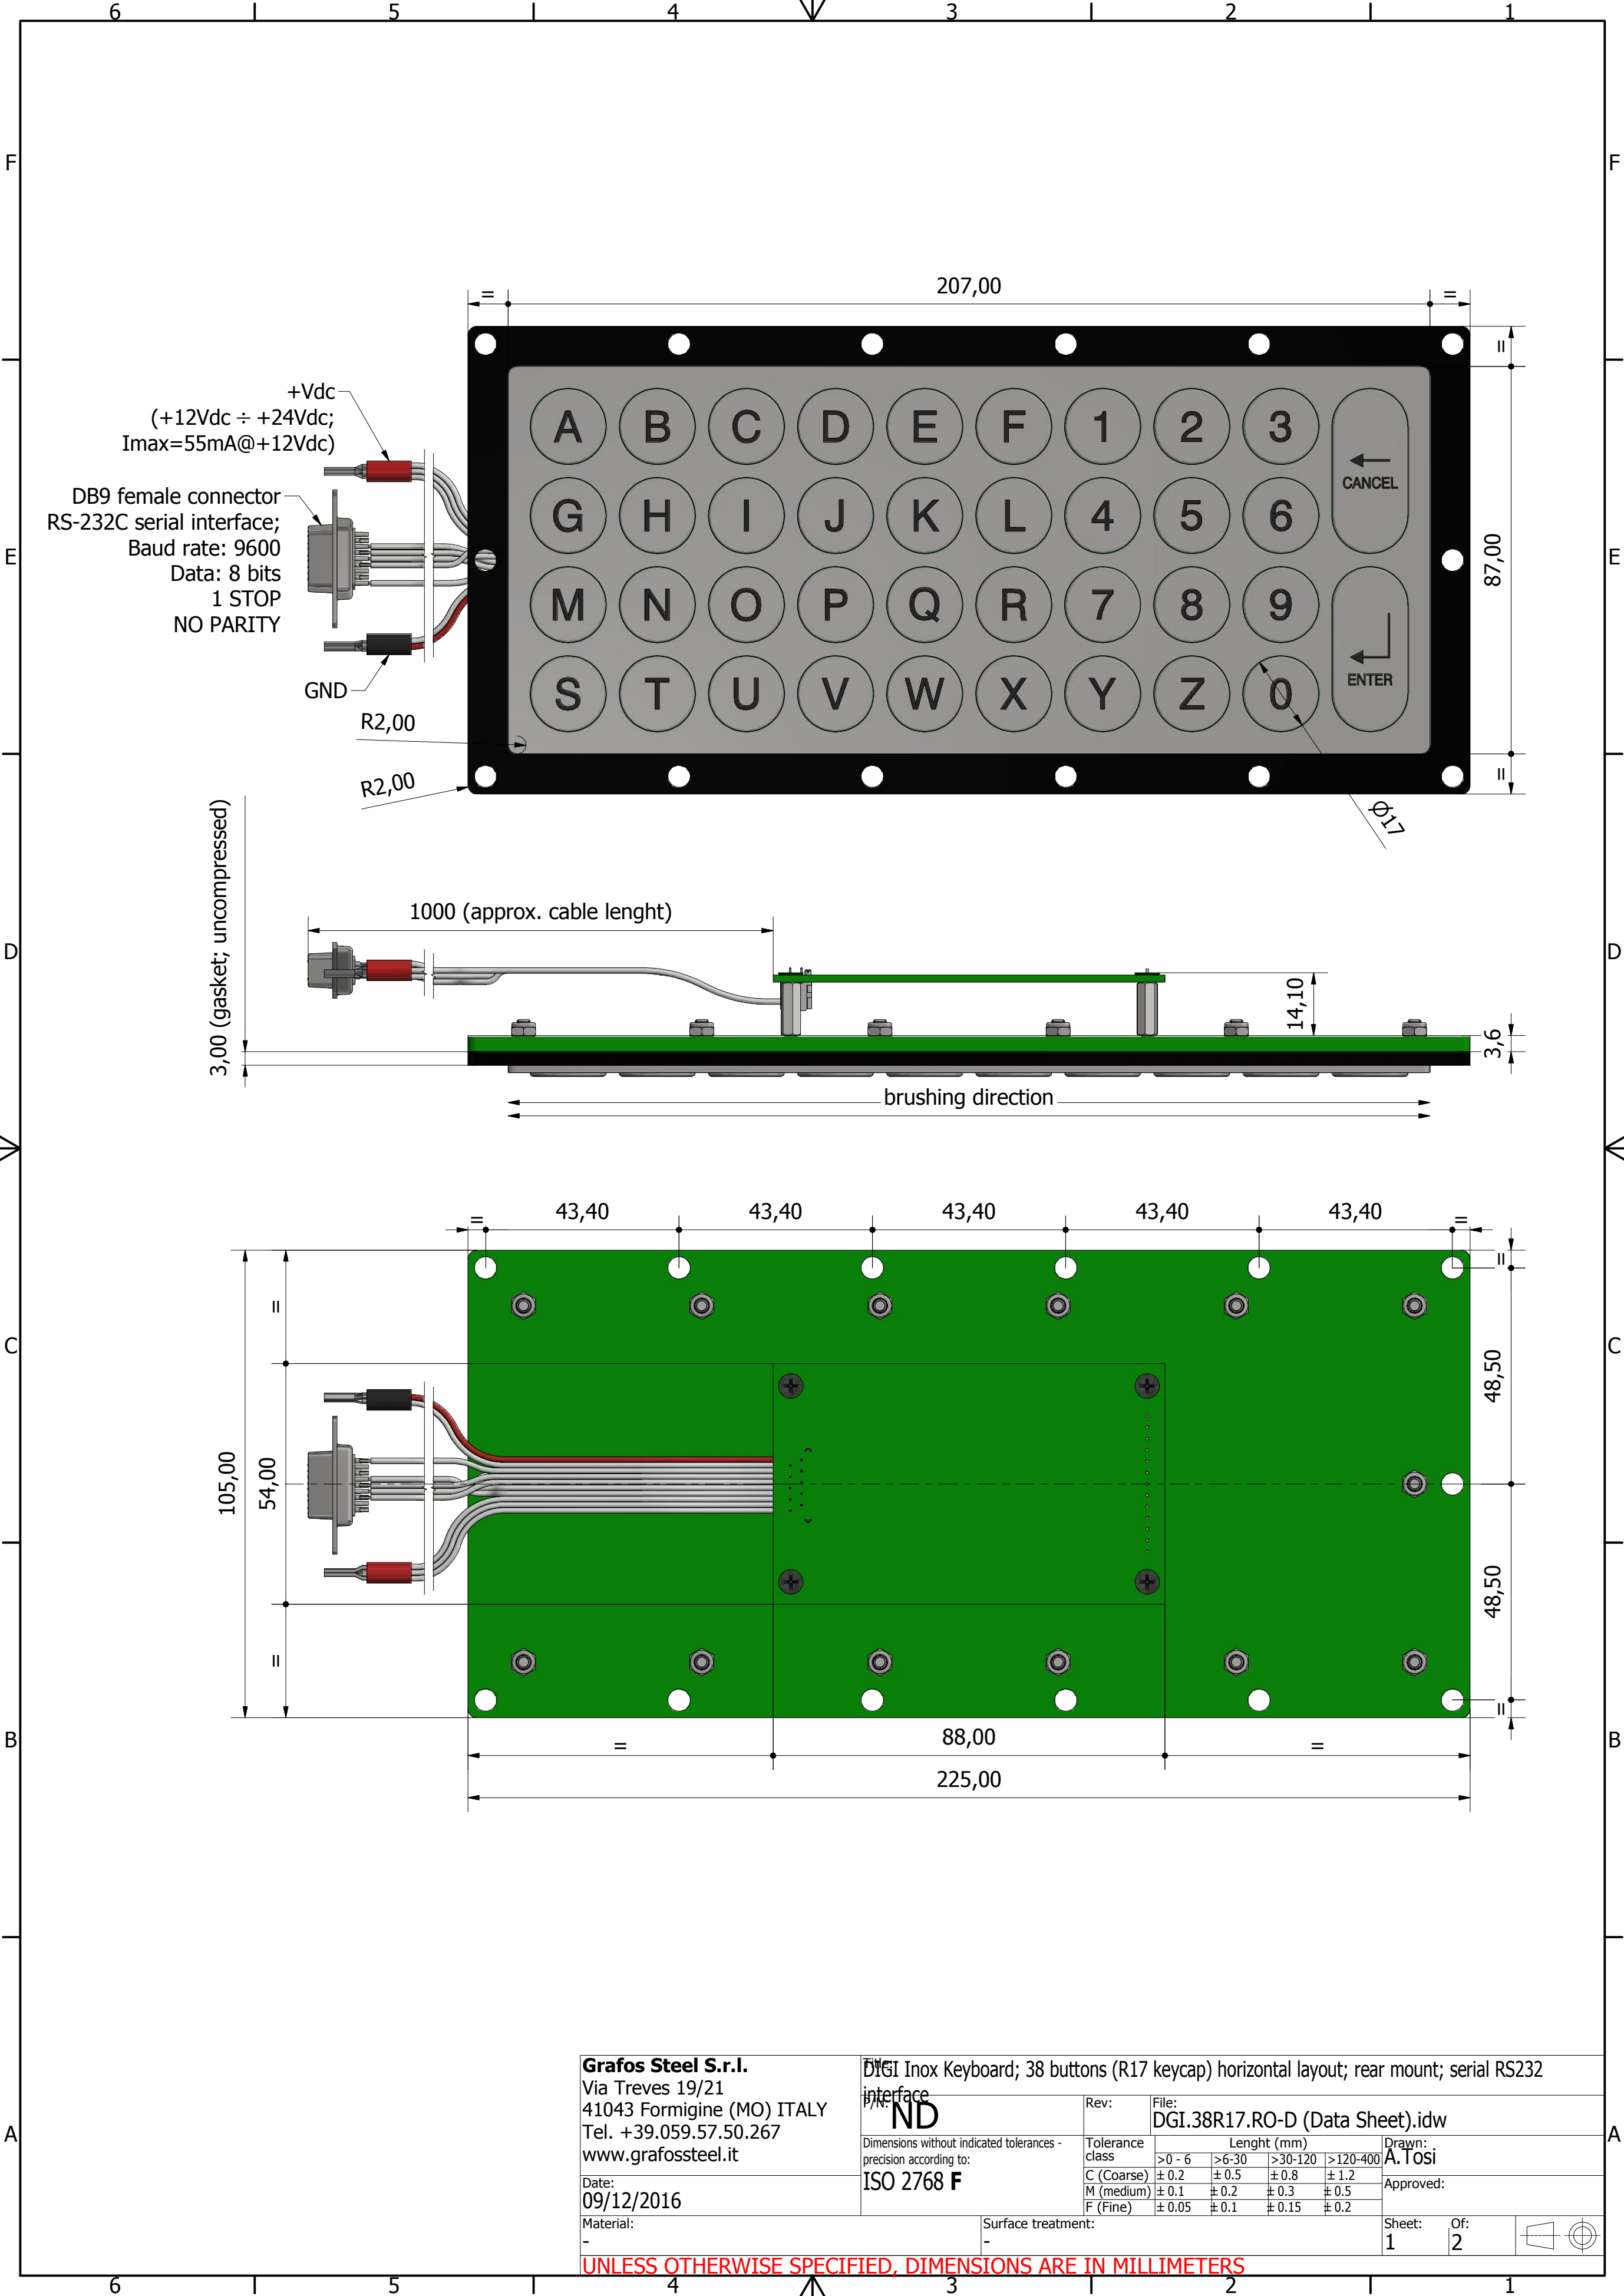 6 5 4 3 2 1
F F
207,00
= =
=
+Vdc
(+12Vdc ÷ +24Vdc;
Imax=55mA@+12Vdc)
DB9 female connector
RS-232C serial interface;
Baud rate: 9600
Data: 8 bits
1 STOP
NO PARITY
GND
R2,00
R2,00
A B C D E F 1 2 3
CANCEL
G H I J K L 4 5 6
M N O P Q R 7 8 9
ENTER
S T U V W X Y Z 0
E E
87,00
=
Ø17
3,00 (gasket; uncompressed)
1000 (approx. cable lenght)
D D
14,10
3,6
brushing direction
= 43,40 43,40 43,40 43,40 43,40 =
=
=
C C
48,50
105,00
54,00
48,50
=
=
B B
= 88,00 =
225,00
Grafos Steel S.r.l.
Via Treves 19/21
41043 Formigine (MO) ITALY
Tel. +39.059.57.50.267
www.grafossteel.it
Date:
09/12/2016
Title:
DIGI Inox Keyboard; 38 buttons (R17 keycap) horizontal layout; rear mount; serial RS232
interface
P/N:
ND
Rev:
File:
DGI.38R17.RO-D (Data Sheet).idw
Dimensions without indicated tolerances -
precision according to:
ISO 2768 F
Tolerance
class
Lenght (mm)
>0 - 6 >6-30 >30-120 >120-400
C (Coarse) ± 0.2 ± 0.5 ± 0.8 ± 1.2
M (medium) ± 0.1 ± 0.2 ± 0.3 ± 0.5
F (Fine) ± 0.05 ± 0.1 ± 0.15 ± 0.2
Drawn:
A.Tosi
Approved:
A A
Material:
-
Surface treatment:
-
Sheet:
1
Of:
2
UNLESS OTHERWISE SPECIFIED, DIMENSIONS ARE IN MILLIMETERS
6 5 4 3 2 1